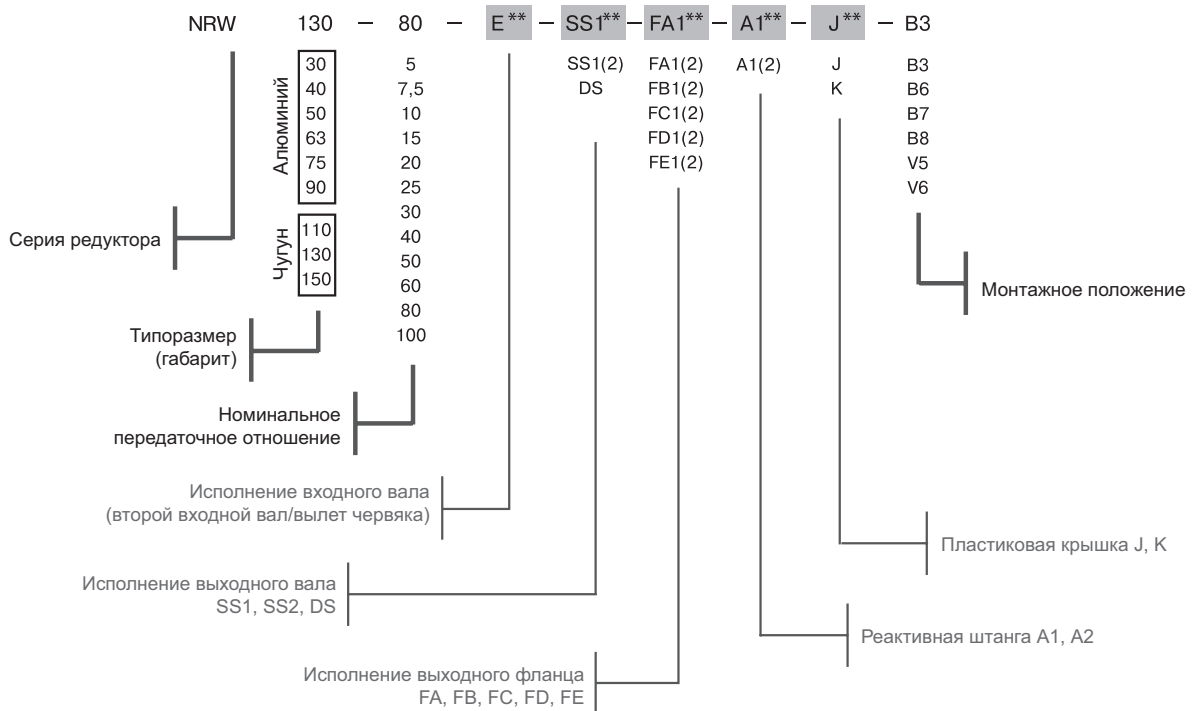 NRW 130 – 80 – E** – SS1** – FA1** – A1** – J** – B3
Алюминий
30
40
50
63
75
90
Чугун
110
130
150
5
7,5
10
15
20
25
30
40
50
60
80
100
SS1(2)
DS
FA1(2)
FB1(2)
FC1(2)
FD1(2)
FE1(2)
A1(2)
J
K
B3
B6
B7
B8
V5
V6
Серия редуктора
Монтажное положение
Типоразмер
(габарит)
Номинальное
передаточное отношение
Исполнение входного вала
(второй входной вал/вылет червяка)
Пластиковая крышка J, K
Исполнение выходного вала
SS1, SS2, DS
Реактивная штанга A1, A2
Исполнение выходного фланца
FA, FB, FC, FD, FE